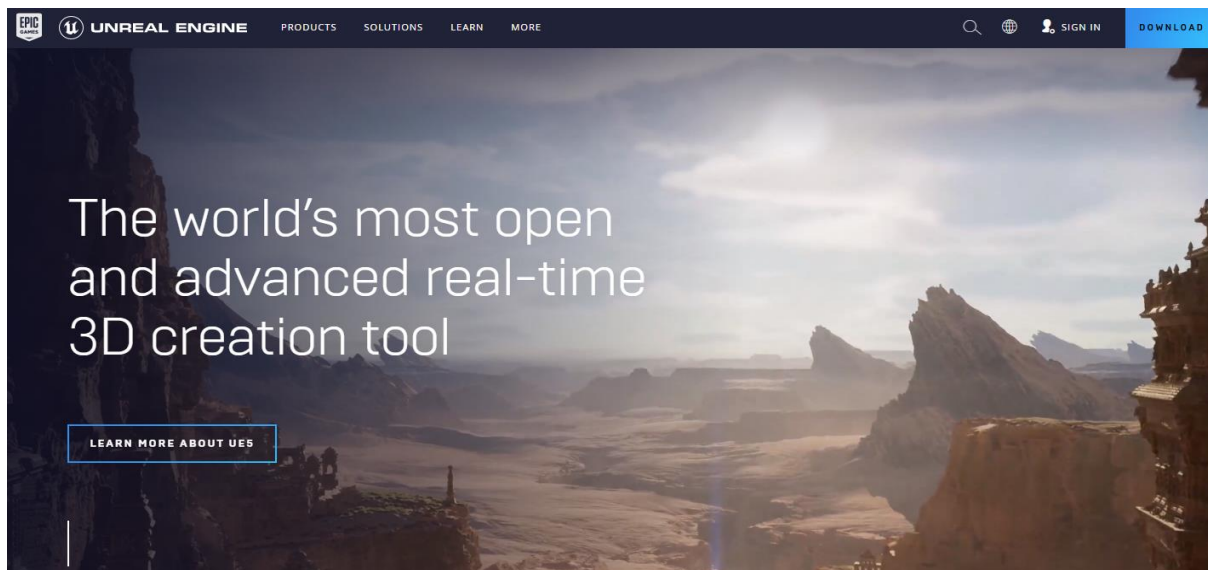 EPIC
GAMES
UNREAL ENGINE
PRODUCTS
SOLUTIONS
LEARN
MORE
SIGN IN
DOWNLOAD
The world's most open
and advanced real-time
3D creation tool
LEARN MORE ABOUT UE5